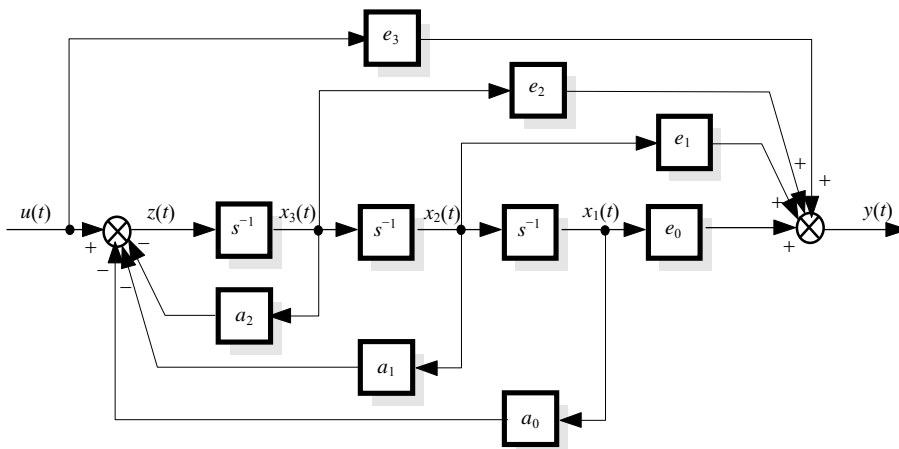 e₃
e₂
e₁
u(t) z(t) s⁻¹ x₃(t) s⁻¹ x₂(t) s⁻¹ x₁(t) e₀ y(t)
+ − − −
+ + + +
a₂
a₁
a₀